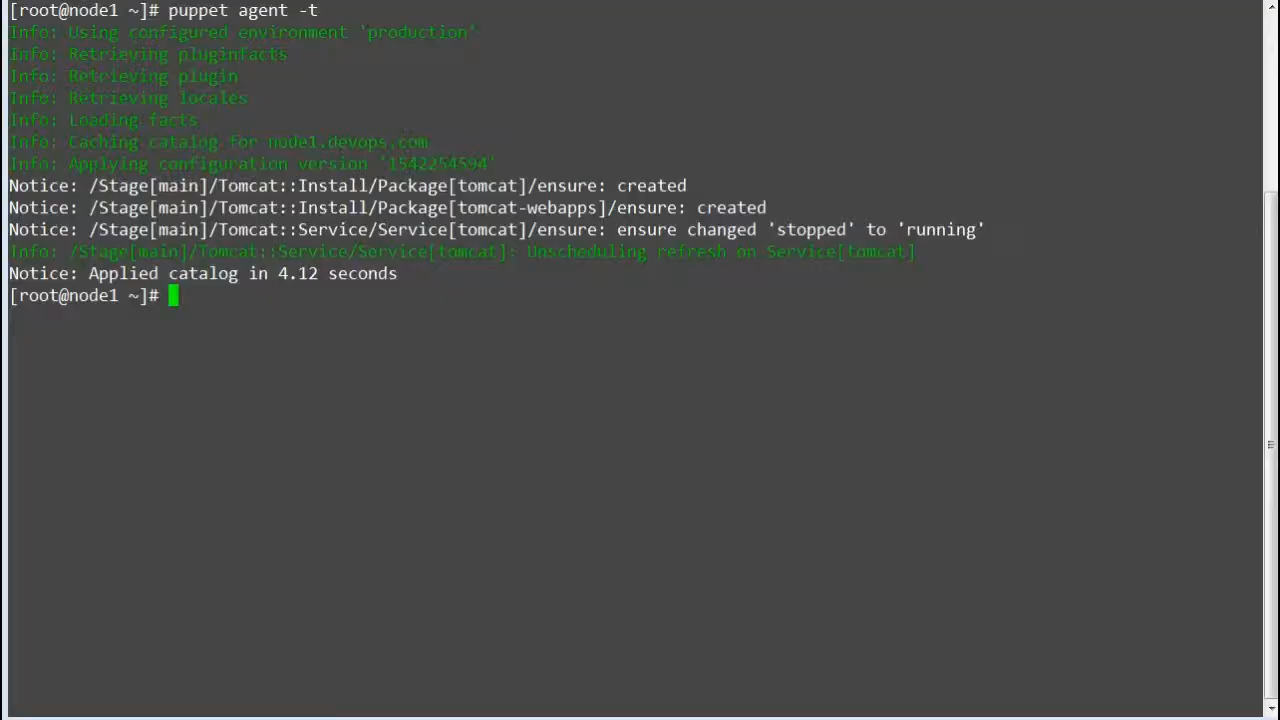 [root@node1 ~]# puppet agent -t
Info: Using configured environment 'production'
Info: Retrieving pluginfacts
Info: Retrieving plugin
Info: Retrieving locales
Info: Loading facts
Info: Caching catalog for node1.devops.com
Info: Applying configuration version '1542254594'
Notice: /Stage[main]/Tomcat::Install/Package[tomcat]/ensure: created
Notice: /Stage[main]/Tomcat::Install/Package[tomcat-webapps]/ensure: created
Notice: /Stage[main]/Tomcat::Service/Service[tomcat]/ensure: ensure changed 'stopped' to 'running'
Info: /Stage[main]/Tomcat::Service/Service[tomcat]: Unscheduling refresh on Service[tomcat]
Notice: Applied catalog in 4.12 seconds
[root@node1 ~]#